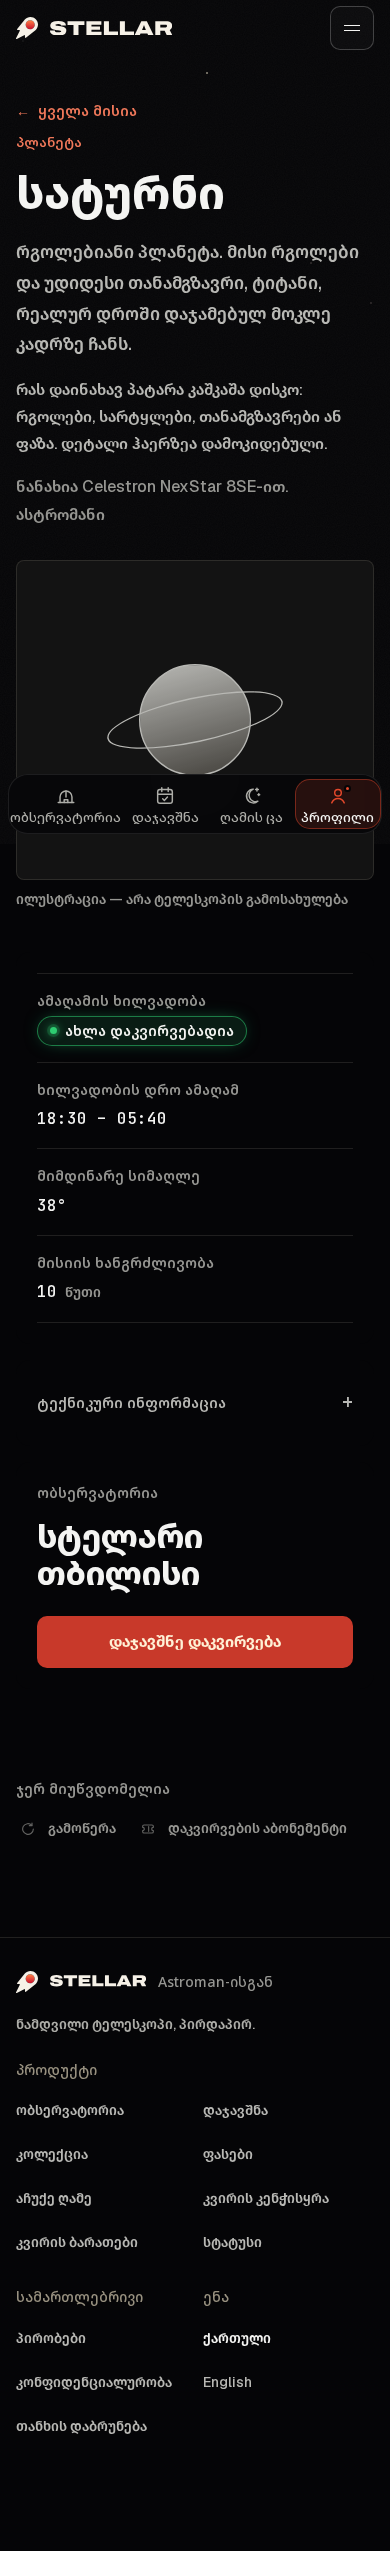 STELLAR
← ყველა მისია
პლანეტა
სატურნი
რგოლებიანი პლანეტა. მისი რგოლები
და უდიდესი თანამგზავრი, ტიტანი,
რეალურ დროში დაჯამებულ მოკლე
კადრზე ჩანს.
რას დაინახავ პატარა კაშკაშა დისკო:
რგოლები, სარტყლები, თანამგზავრები ან
ფაზა. დეტალი ჰაერზეა დამოკიდებული.
ნანახია Celestron NexStar 8SE-ით.
ასტრომანი
ობსერვატორია დაჯავშნა ღამის ცა პროფილი
ილუსტრაცია — არა ტელესკოპის გამოსახულება
ამაღამის ხილვადობა
ახლა დაკვირვებადია
ხილვადობის დრო ამაღამ
18:30 – 05:40
მიმდინარე სიმაღლე
38°
მისიის ხანგრძლივობა
10 წუთი
ტექნიკური ინფორმაცია +
ობსერვატორია
სტელარი
თბილისი
დაჯავშნე დაკვირვება
ჯერ მიუწვდომელია
გამოწერა დაკვირვების აბონემენტი
STELLAR Astroman-ისგან
ნამდვილი ტელესკოპი, პირდაპირ.
პროდუქტი
ობსერვატორია დაჯავშნა
კოლექცია ფასები
აჩუქე ღამე კვირის კენჭისყრა
კვირის ბარათები სტატუსი
სამართლებრივი ენა
პირობები ქართული
კონფიდენციალურობა English
თანხის დაბრუნება